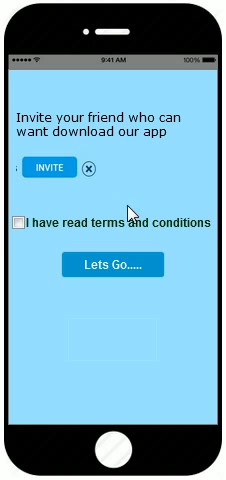 9:41 AM 100%
Invite your friend who can
want download our app
INVITE
I have read terms and conditions
Lets Go.....